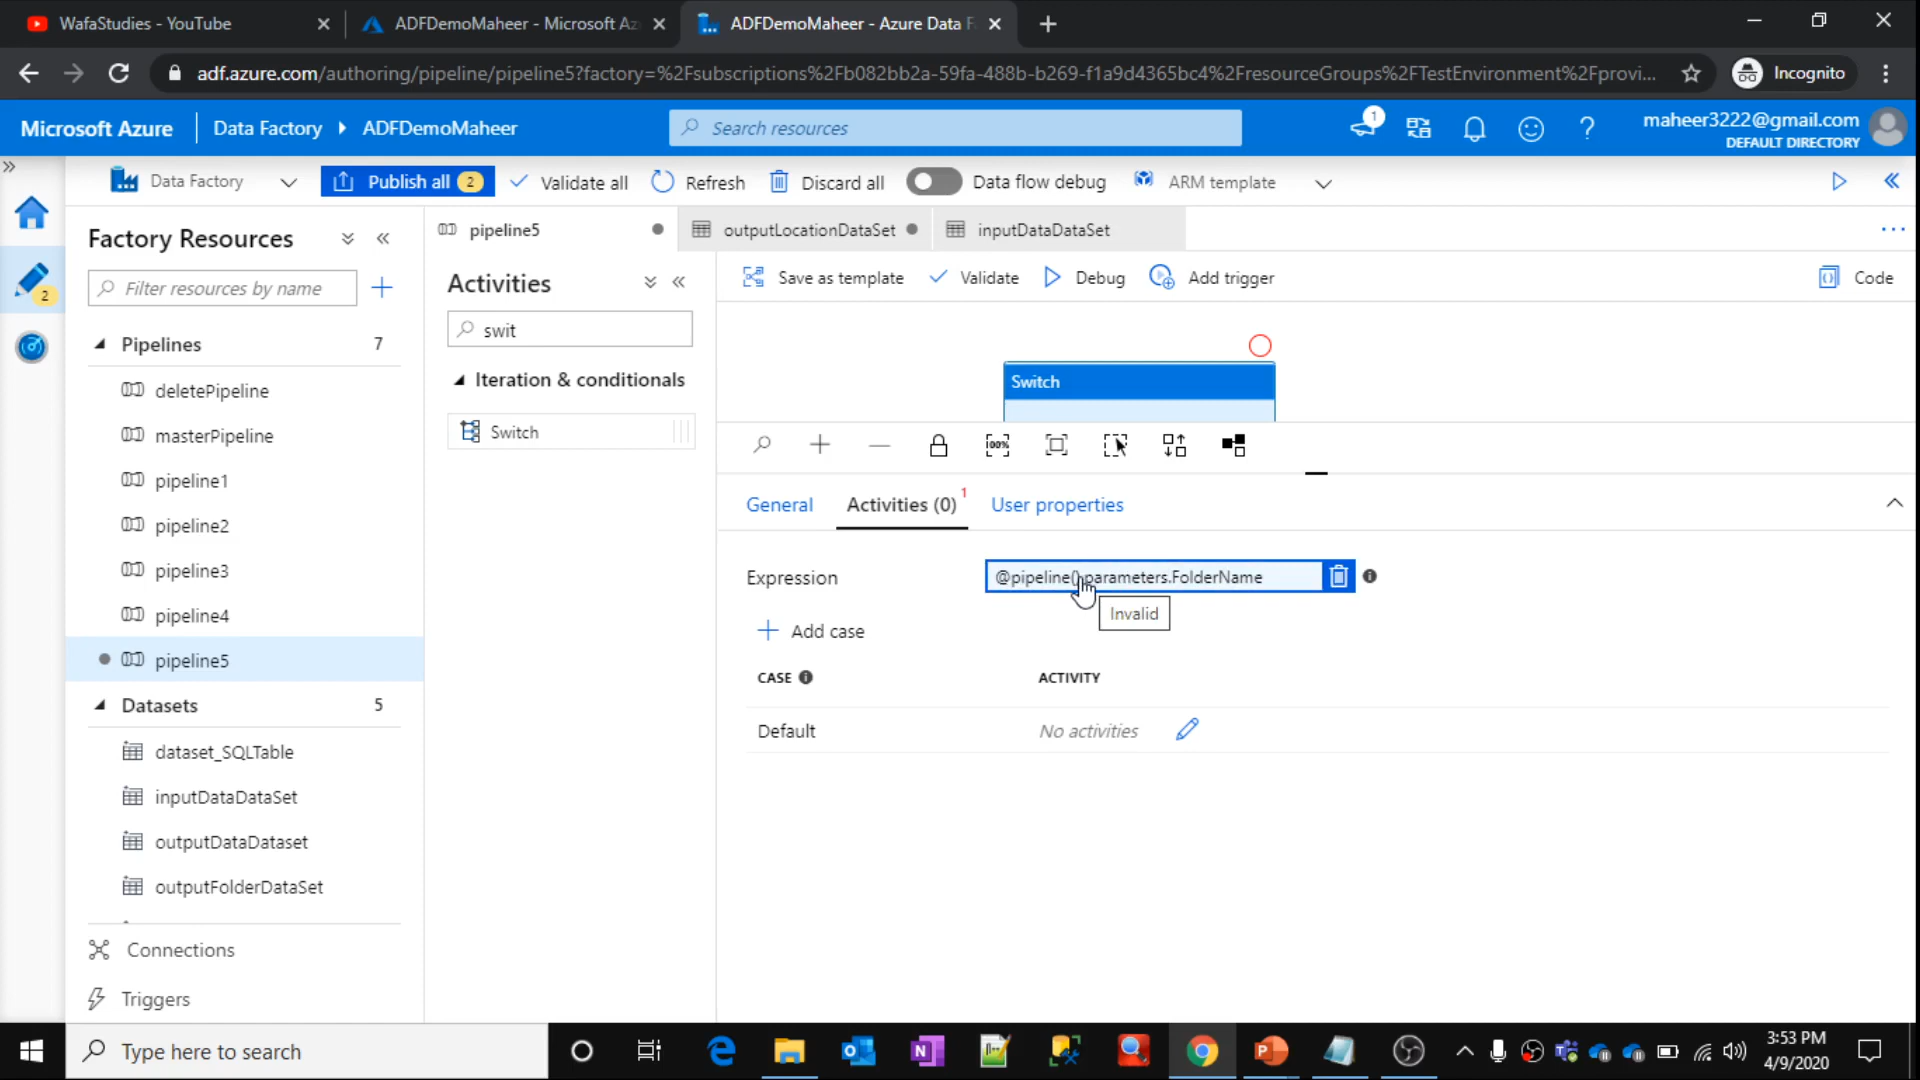 WafaStudies - YouTube
ADFDemoMaheer - Microsoft Az
ADFDemoMaheer - Azure Data F
adf.azure.com/authoring/pipeline/pipeline5?factory=%2Fsubscriptions%2Fb082bb2a-59fa-488b-b269-f1a9d4365bc4%2FresourceGroups%2FTestEnvironment%2Fprovi...
Incognito
Microsoft Azure
Data Factory
ADFDemoMaheer
Search resources
1
maheer3222@gmail.com
DEFAULT DIRECTORY
Data Factory
Publish all 2
Validate all
Refresh
Discard all
Data flow debug
ARM template
2
Factory Resources
Filter resources by name
Pipelines 7
deletePipeline
masterPipeline
pipeline1
pipeline2
pipeline3
pipeline4
pipeline5
Datasets 5
dataset_SQLTable
inputDataDataSet
outputDataDataset
outputFolderDataSet
Connections
Triggers
pipeline5
outputLocationDataSet
inputDataDataSet
Activities
swit
Iteration & conditionals
Switch
Save as template
Validate
Debug
Add trigger
Code
Switch
100%
General
Activities (0) 1
User properties
Expression
@pipeline().parameters.FolderName
Invalid
Add case
CASE
ACTIVITY
Default
No activities
Type here to search
3:53 PM
4/9/2020